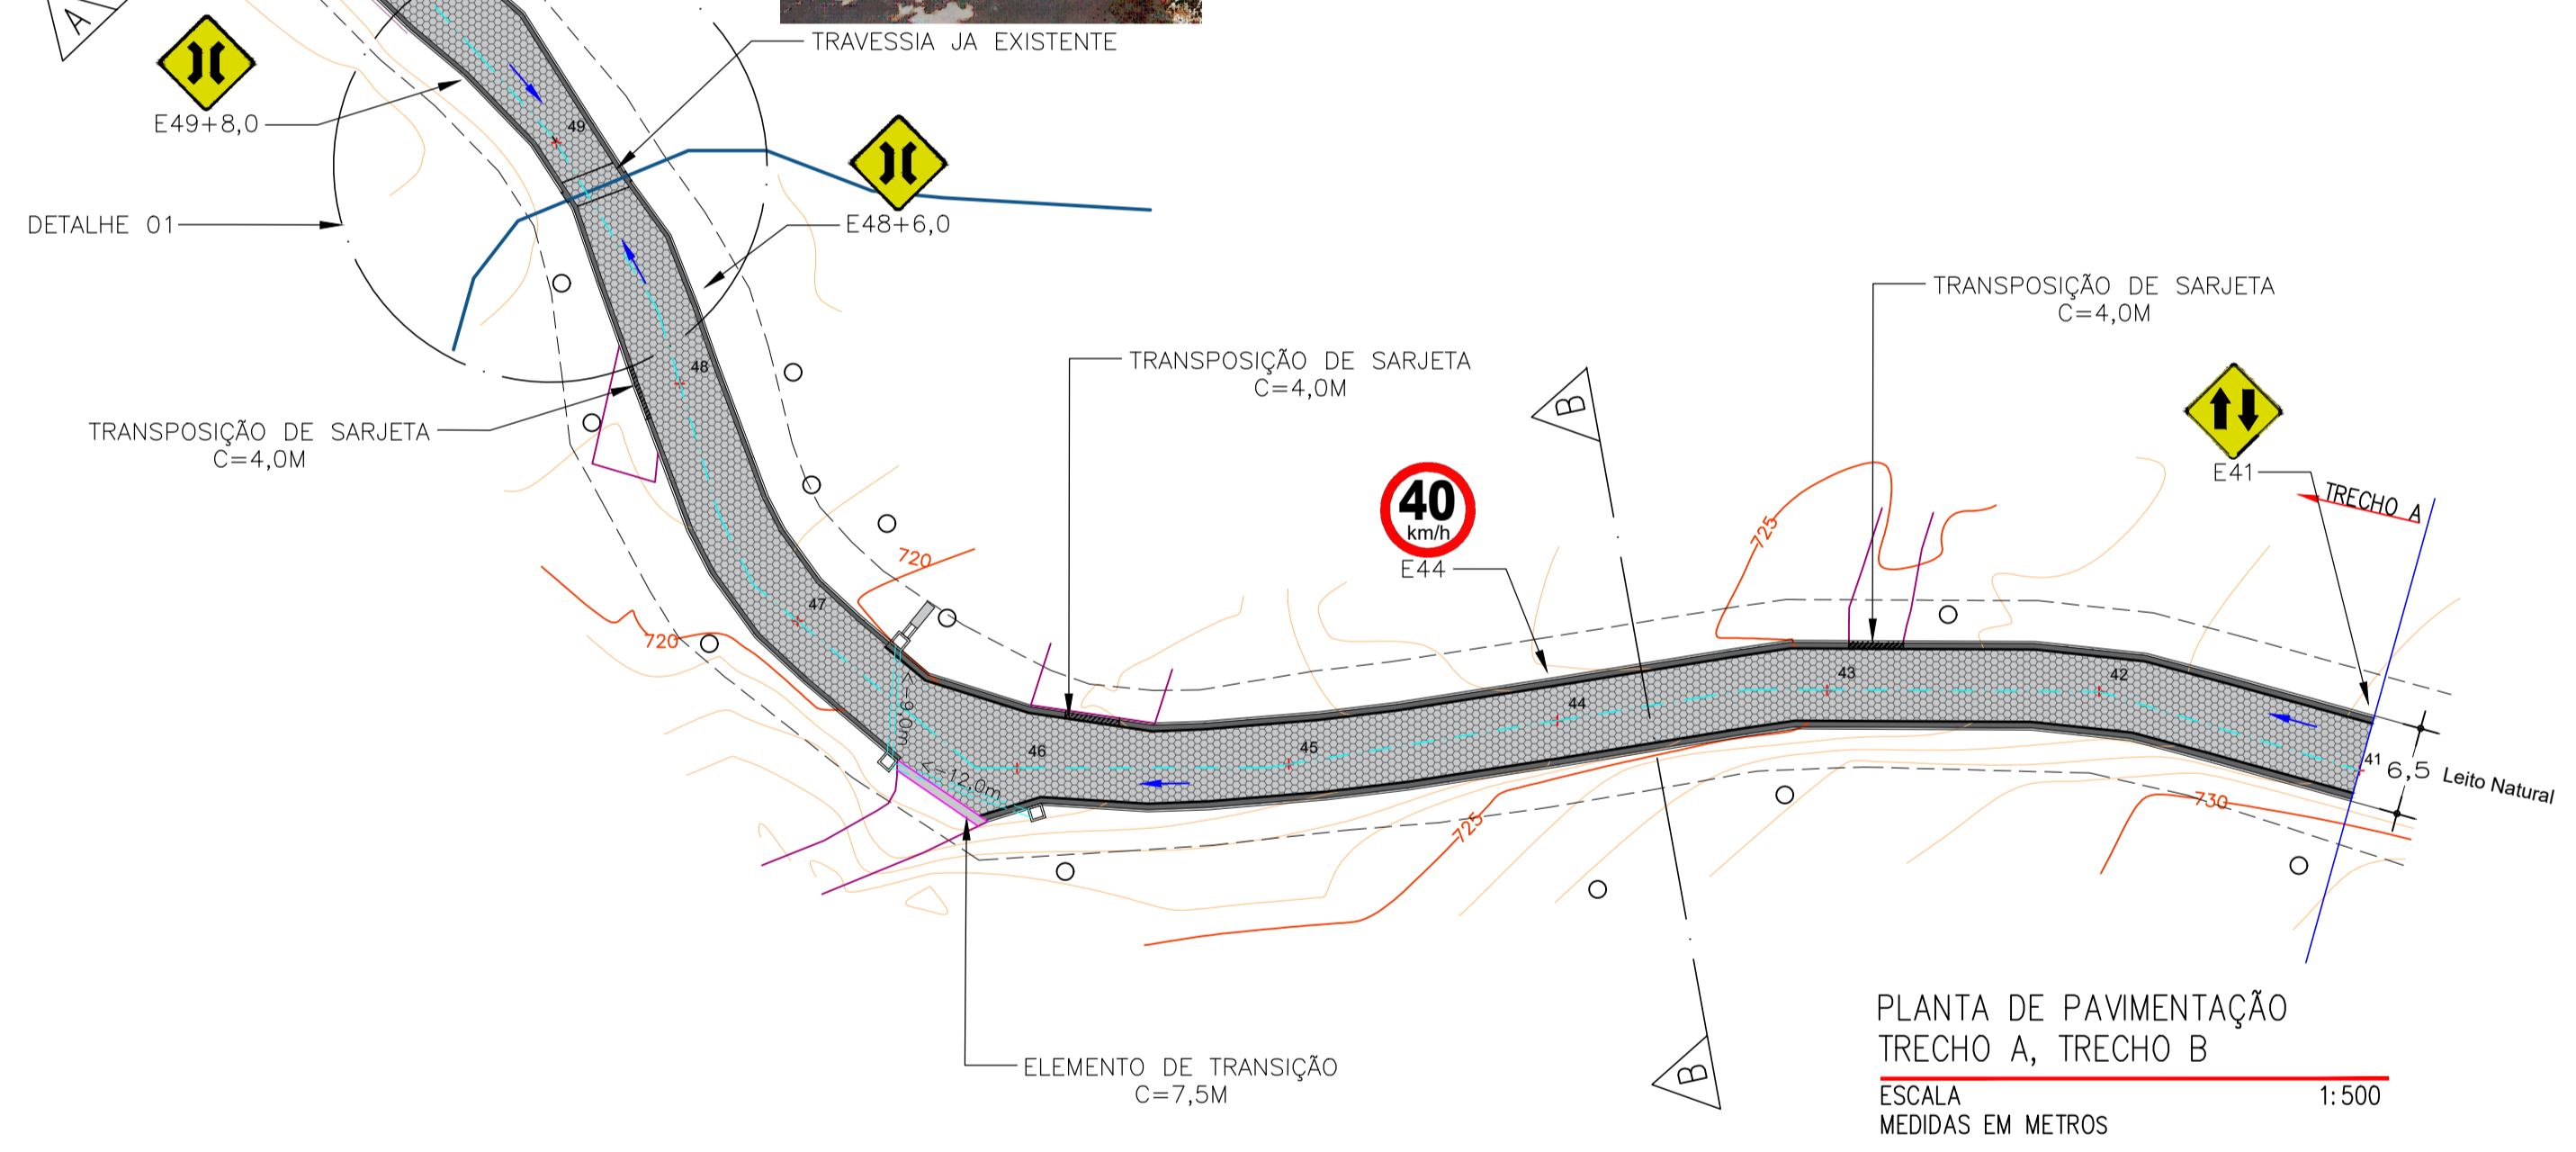 A
TRAVESSIA JA EXISTENTE
E49+8,0
49
E48+6,0
DETALHE 01
TRANSPOSIÇÃO DE SARJETA
C=4,0M
TRANSPOSIÇÃO DE SARJETA
C=4,0M
48
B
TRANSPOSIÇÃO DE SARJETA
C=4,0M
E41
TRECHO A
40
km/h
E44
725
720
720
47
43
42
44
46
45
<-9,0m
<=12,0m
41
6,5
Leito Natural
730
725
ELEMENTO DE TRANSIÇÃO
C=7,5M
B
PLANTA DE PAVIMENTAÇÃO
TRECHO A, TRECHO B
ESCALA 1:500
MEDIDAS EM METROS